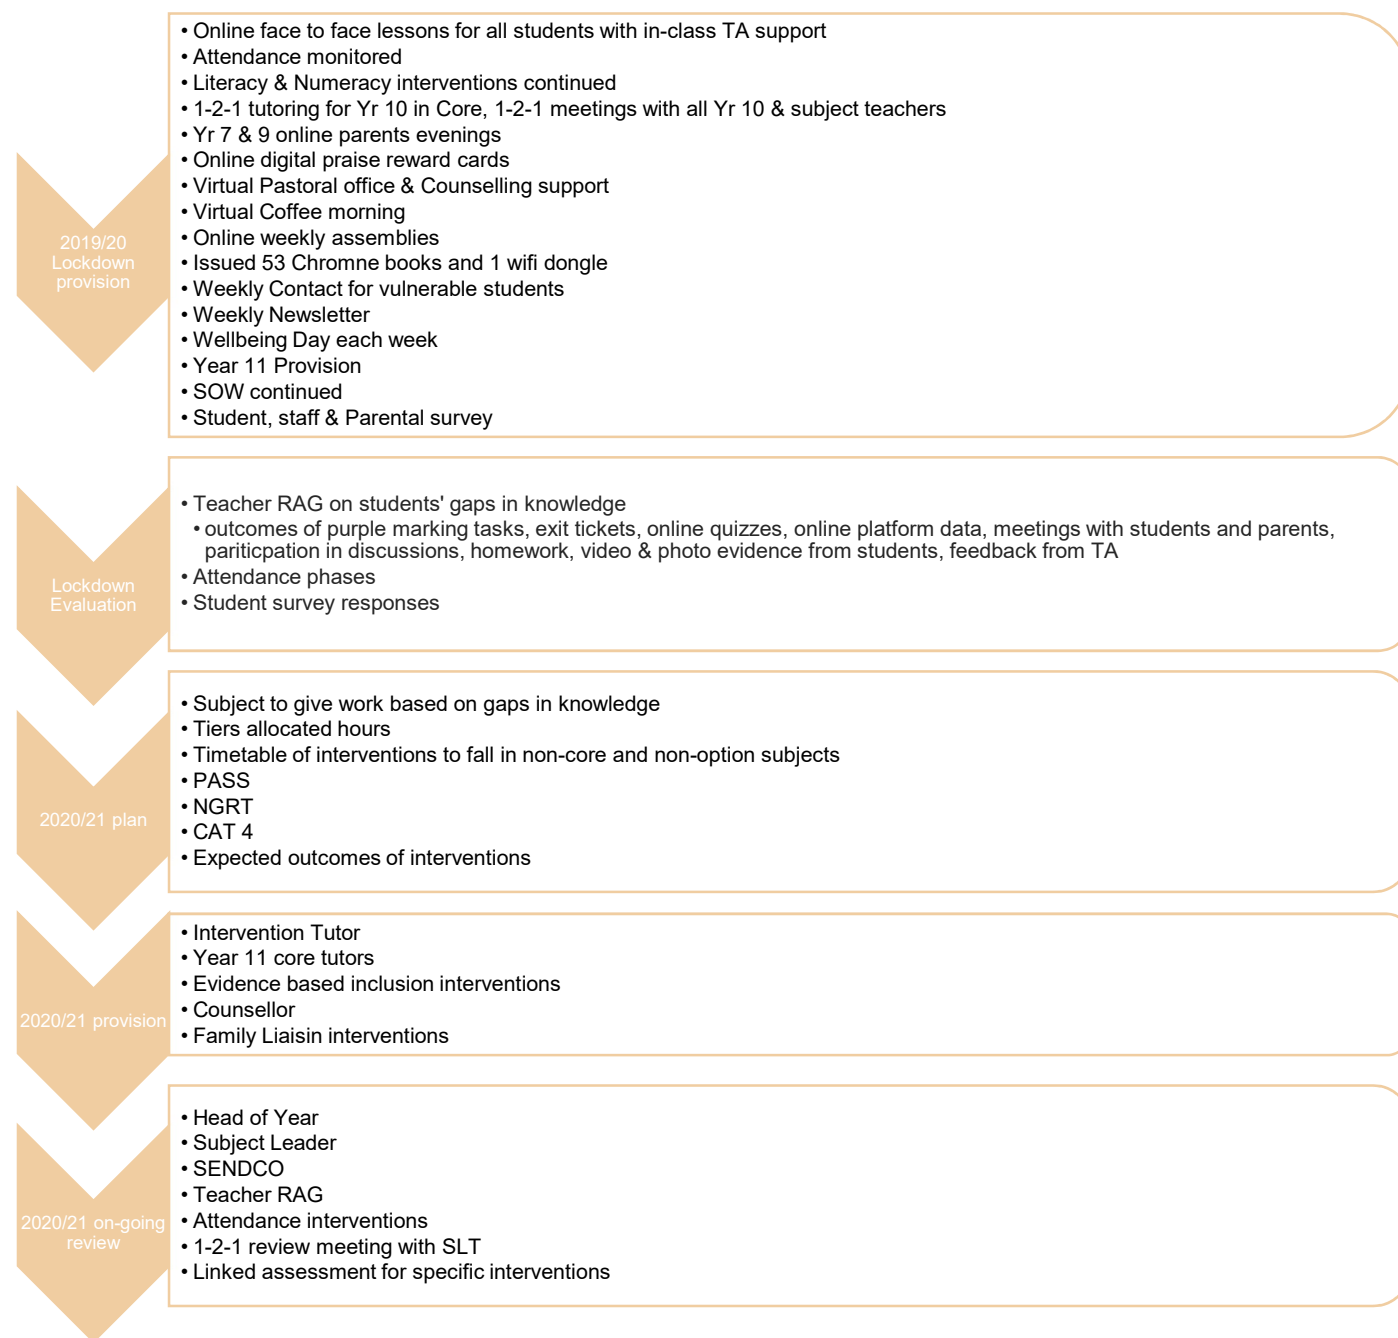 2019/20
Lockdown
provision
• Online face to face lessons for all students with in-class TA support
• Attendance monitored
• Literacy & Numeracy interventions continued
• 1-2-1 tutoring for Yr 10 in Core, 1-2-1 meetings with all Yr 10 & subject teachers
• Yr 7 & 9 online parents evenings
• Online digital praise reward cards
• Virtual Pastoral office & Counselling support
• Virtual Coffee morning
• Online weekly assemblies
• Issued 53 Chromne books and 1 wifi dongle
• Weekly Contact for vulnerable students
• Weekly Newsletter
• Wellbeing Day each week
• Year 11 Provision
• SOW continued
• Student, staff & Parental survey
Lockdown
Evaluation
• Teacher RAG on students' gaps in knowledge
• outcomes of purple marking tasks, exit tickets, online quizzes, online platform data, meetings with students and parents,
pariticpation in discussions, homework, video & photo evidence from students, feedback from TA
• Attendance phases
• Student survey responses
2020/21 plan
• Subject to give work based on gaps in knowledge
• Tiers allocated hours
• Timetable of interventions to fall in non-core and non-option subjects
• PASS
• NGRT
• CAT 4
• Expected outcomes of interventions
2020/21 provision
• Intervention Tutor
• Year 11 core tutors
• Evidence based inclusion interventions
• Counsellor
• Family Liaisin interventions
2020/21 on-going
review
• Head of Year
• Subject Leader
• SENDCO
• Teacher RAG
• Attendance interventions
• 1-2-1 review meeting with SLT
• Linked assessment for specific interventions